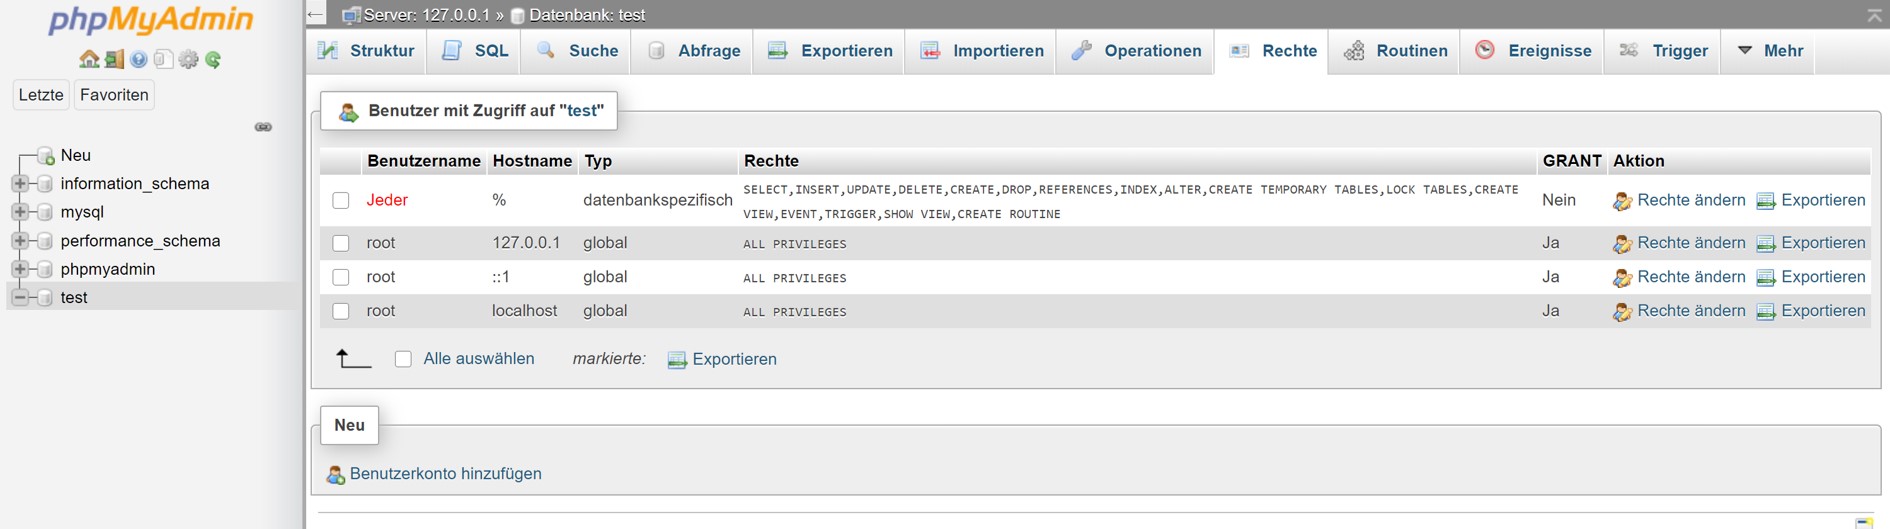 phpMyAdmin
Letzte Favoriten
Neu
information_schema
mysql
performance_schema
phpmyadmin
test
← Server: 127.0.0.1 » Datenbank: test
Struktur SQL Suche Abfrage Exportieren Importieren Operationen Rechte Routinen Ereignisse Trigger Mehr
Benutzer mit Zugriff auf "test"
Benutzername Hostname Typ Rechte GRANT Aktion
Jeder % datenbankspezifisch SELECT,INSERT,UPDATE,DELETE,CREATE,DROP,REFERENCES,INDEX,ALTER,CREATE TEMPORARY TABLES,LOCK TABLES,CREATE Nein Rechte ändern Exportieren
VIEW,EVENT,TRIGGER,SHOW VIEW,CREATE ROUTINE
root 127.0.0.1 global ALL PRIVILEGES Ja Rechte ändern Exportieren
root ::1 global ALL PRIVILEGES Ja Rechte ändern Exportieren
root localhost global ALL PRIVILEGES Ja Rechte ändern Exportieren
Alle auswählen markierte: Exportieren
Neu
Benutzerkonto hinzufügen